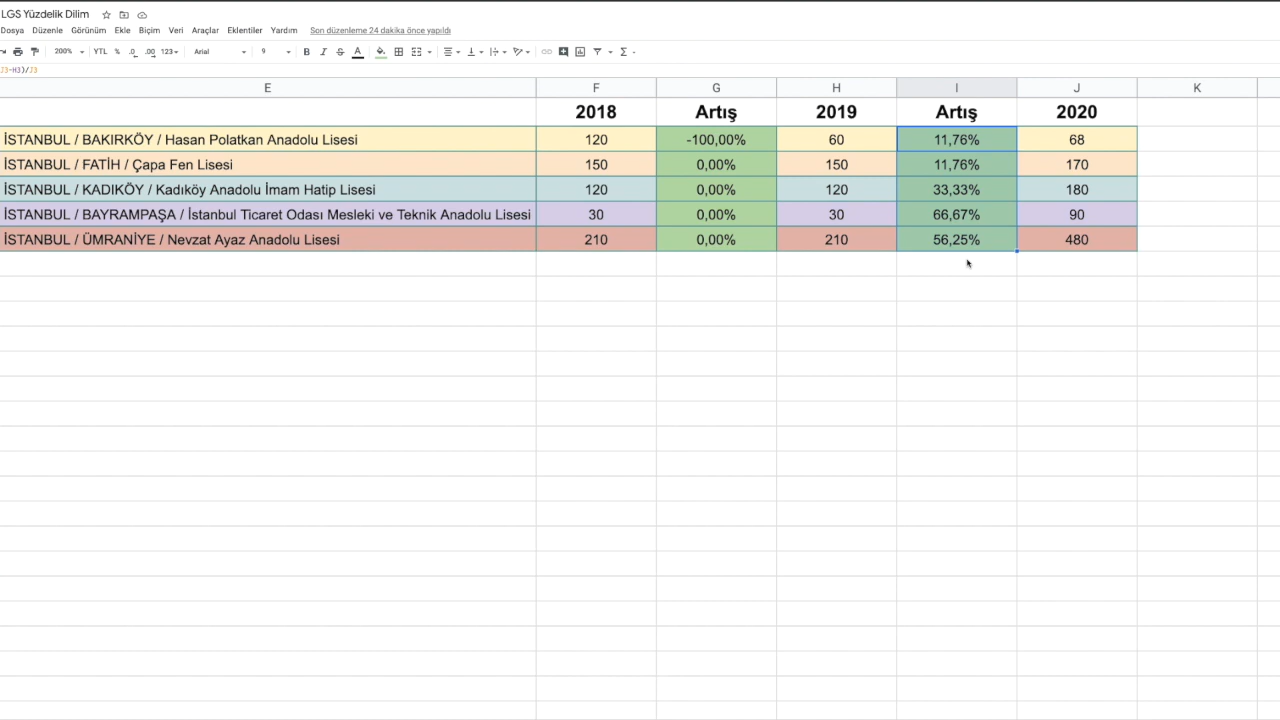 LGS Yüzdelik Dilim
Dosya Düzenle Görünüm Ekle Biçim Veri Araçlar Eklentiler Yardım Son düzenleme 24 dakika önce yapıldı
200% YTL % .0 .00 123 Arial 9 B I S A Σ
J3-H3)/J3
E F G H I J K
2018 Artış 2019 Artış 2020
İSTANBUL / BAKIRKÖY / Hasan Polatkan Anadolu Lisesi 120 -100,00% 60 11,76% 68
İSTANBUL / FATİH / Çapa Fen Lisesi 150 0,00% 150 11,76% 170
İSTANBUL / KADIKÖY / Kadıköy Anadolu İmam Hatip Lisesi 120 0,00% 120 33,33% 180
İSTANBUL / BAYRAMPAŞA / İstanbul Ticaret Odası Mesleki ve Teknik Anadolu Lisesi 30 0,00% 30 66,67% 90
İSTANBUL / ÜMRANİYE / Nevzat Ayaz Anadolu Lisesi 210 0,00% 210 56,25% 480